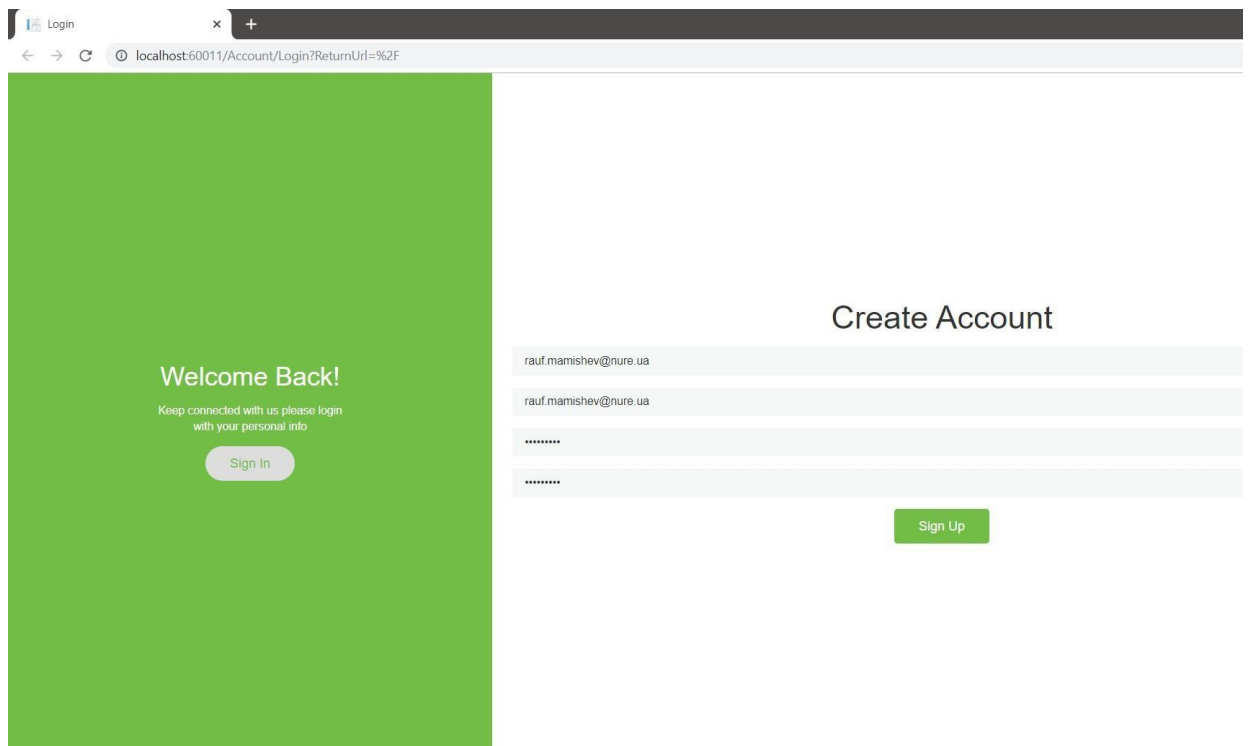 Login
localhost:60011/Account/Login?ReturnUrl=%2F
Welcome Back!
Keep connected with us please login
with your personal info
Sign In
Create Account
rauf.mamishev@nure.ua
rauf.mamishev@nure.ua
•••••••••
•••••••••
Sign Up